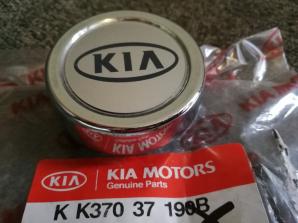 KIA
KIA KIA MOTORS
Genuine Parts
K K370 37 190B